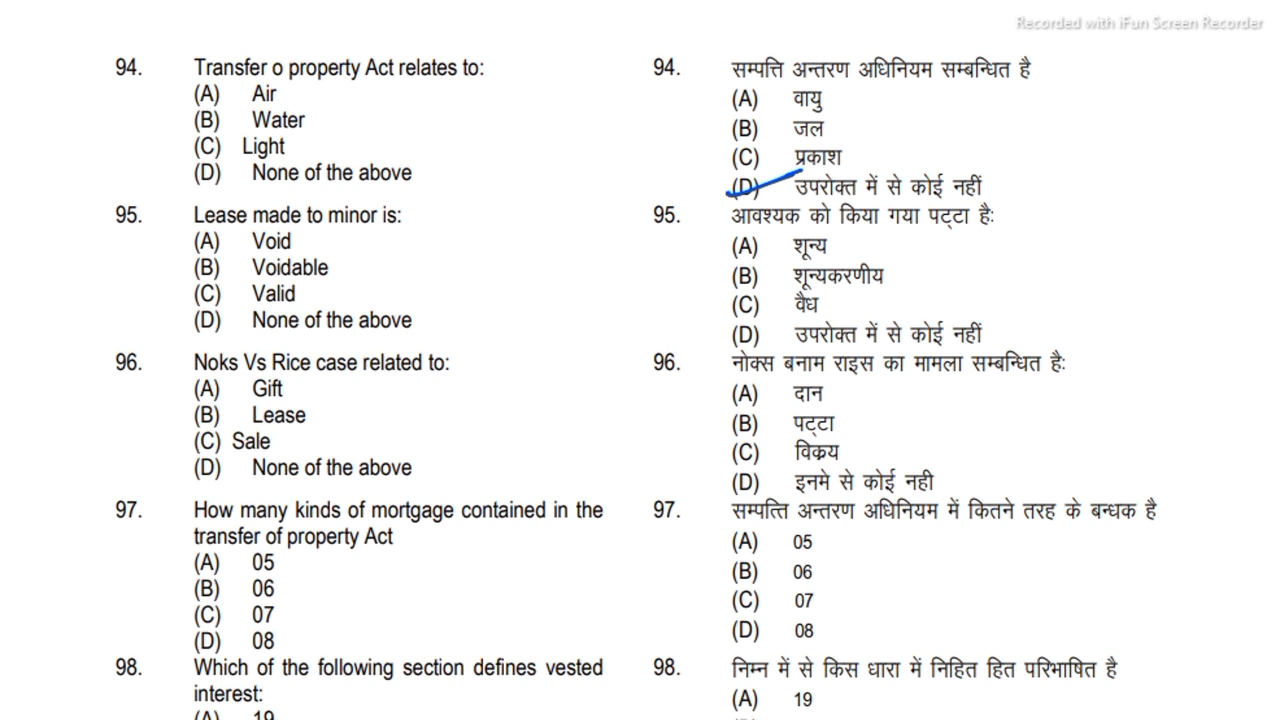 Recorded with iFun Screen Recorder
94. Transfer o property Act relates to:
(A) Air
(B) Water
(C) Light
(D) None of the above
95. Lease made to minor is:
(A) Void
(B) Voidable
(C) Valid
(D) None of the above
96. Noks Vs Rice case related to:
(A) Gift
(B) Lease
(C) Sale
(D) None of the above
97. How many kinds of mortgage contained in the
transfer of property Act
(A) 05
(B) 06
(C) 07
(D) 08
98. Which of the following section defines vested
interest:
(A) 19
94. सम्पत्ति अन्तरण अधिनियम सम्बन्धित है
(A) वायु
(B) जल
(C) प्रकाश
(D) उपरोक्त में से कोई नहीं
95. आवश्यक को किया गया पट्टा है:
(A) शून्य
(B) शून्यकरणीय
(C) वैध
(D) उपरोक्त में से कोई नहीं
96. नोक्स बनाम राइस का मामला सम्बन्धित है:
(A) दान
(B) पट्टा
(C) विक्रय
(D) इनमे से कोई नही
97. सम्पत्ति अन्तरण अधिनियम में कितने तरह के बन्धक है
(A) 05
(B) 06
(C) 07
(D) 08
98. निम्न में से किस धारा में निहित हित परिभाषित है
(A) 19